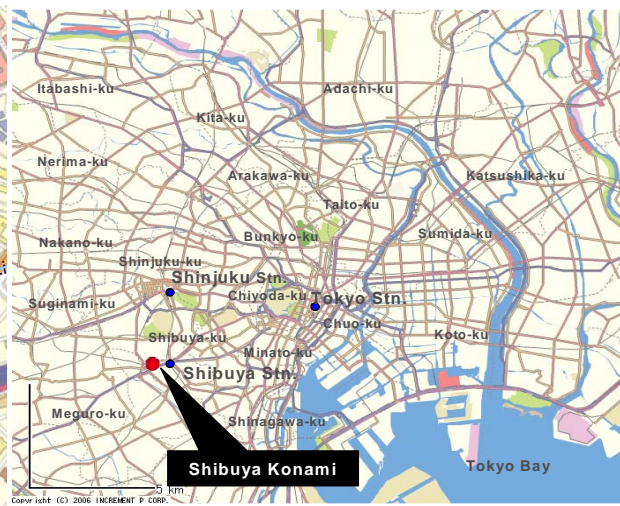 Itabashi-ku
Adachi-ku
Kita-ku
Nerima-ku
Arakawa-ku
Katsushika-ku
Taito-ku
Nakano-ku
Bunkyo-ku
Sumida-ku
Shinjuku-ku
Shinjuku Stn.
Suginami-ku
Chiyoda-ku
Tokyo Stn.
Chuo-ku
Shibuya-ku
Koto-ku
Minato-ku
Shibuya Stn.
Meguro-ku
Shinagawa-ku
Shibuya Konami
Tokyo Bay
5 km
Copyright (C) 2006 INCREMENT P CORP.